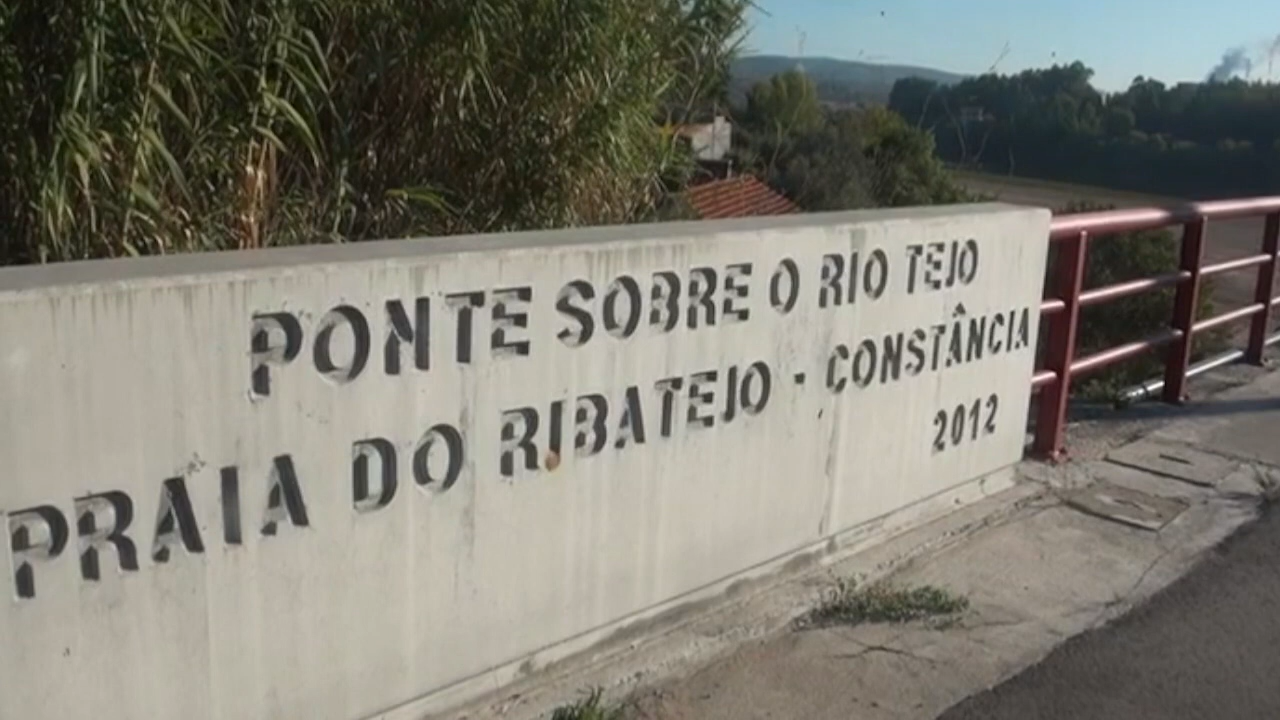 PONTE SOBRE O RIO TEJO
PRAIA DO RIBATEJO - CONSTÂNCIA
2012